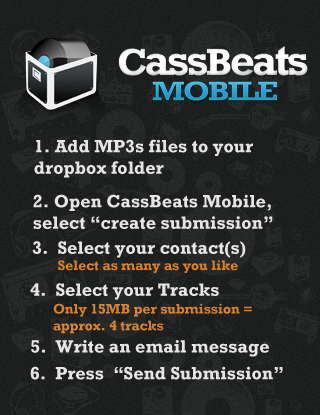 CassBeats
MOBILE
1. Add MP3s files to your
dropbox folder
2. Open CassBeats Mobile,
select “create submission”
3. Select your contact(s)
Select as many as you like
4. Select your Tracks
Only 15MB per submission =
approx. 4 tracks
5. Write an email message
6. Press “Send Submission”